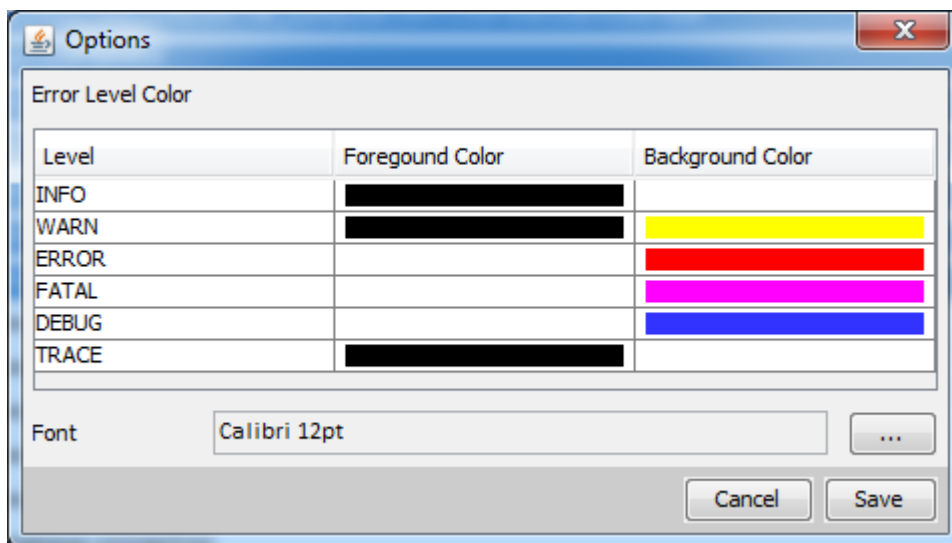 Options
Error Level Color
Level Foregound Color Background Color
INFO
WARN
ERROR
FATAL
DEBUG
TRACE
Font Calibri 12pt ...
Cancel Save